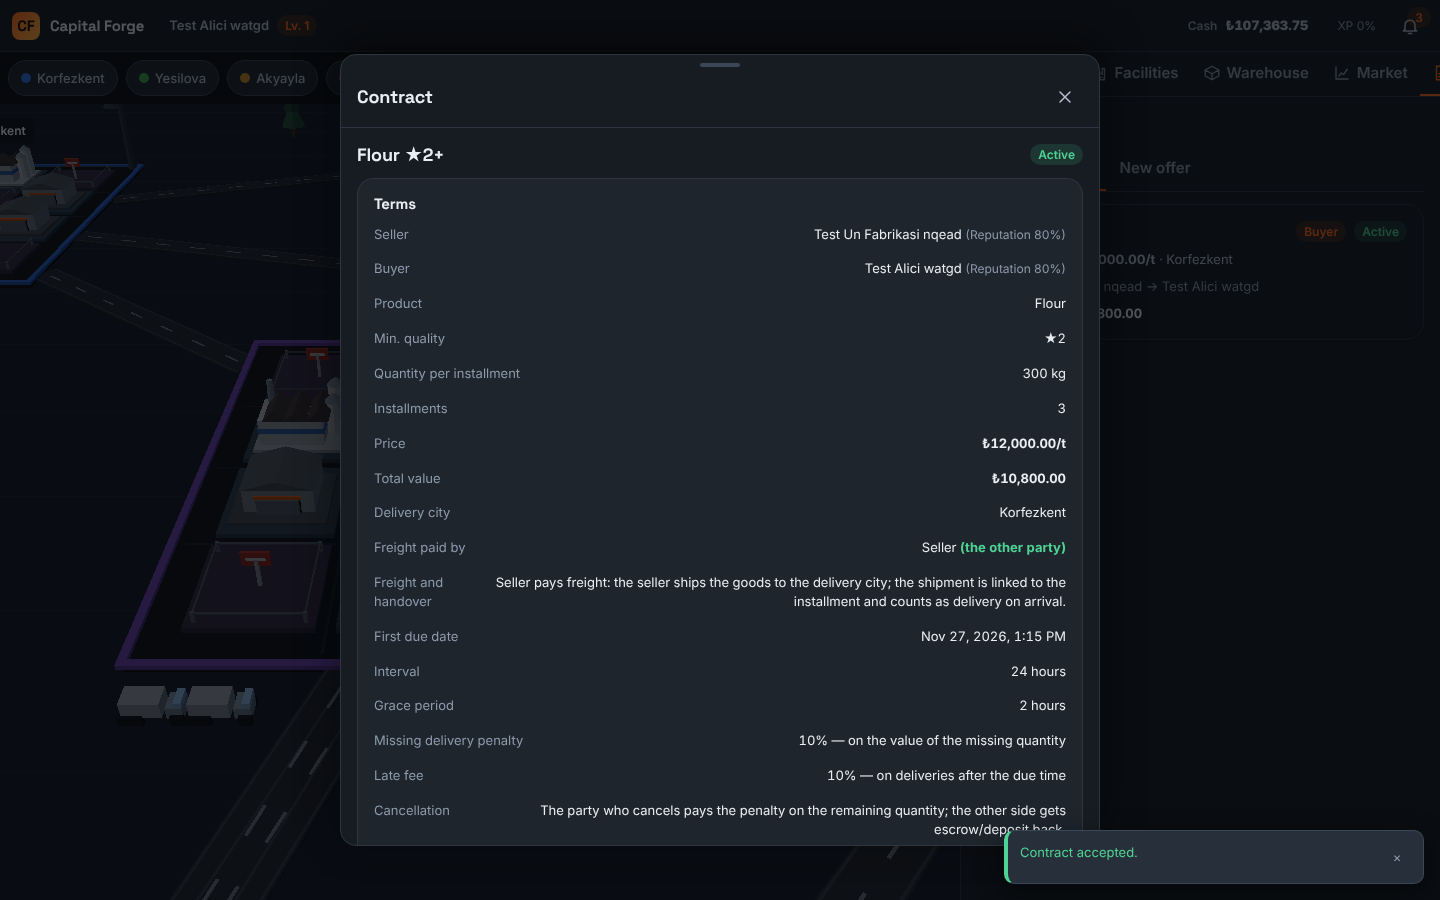 CF Capital Forge Test Alici watgd Lv. 1 Cash ₺107,363.75 XP 0% 3
Korfezkent Yesilova Akyayla Facilities Warehouse Market
kent
Contract
Flour ★2+ Active
New offer
Terms
Seller Test Un Fabrikasi nqead (Reputation 80%)
Buyer Active
Buyer Test Alici watgd (Reputation 80%)
000.00/t · Korfezkent
nqead → Test Alici watgd
Product Flour
300.00
Min. quality ★2
Quantity per installment 300 kg
Installments 3
Price ₺12,000.00/t
Total value ₺10,800.00
Delivery city Korfezkent
Freight paid by Seller (the other party)
Freight and handover Seller pays freight: the seller ships the goods to the delivery city; the shipment is linked to the
installment and counts as delivery on arrival.
First due date Nov 27, 2026, 1:15 PM
Interval 24 hours
Grace period 2 hours
Missing delivery penalty 10% — on the value of the missing quantity
Late fee 10% — on deliveries after the due time
Cancellation The party who cancels pays the penalty on the remaining quantity; the other side gets
escrow/deposit back.
Contract accepted. ×